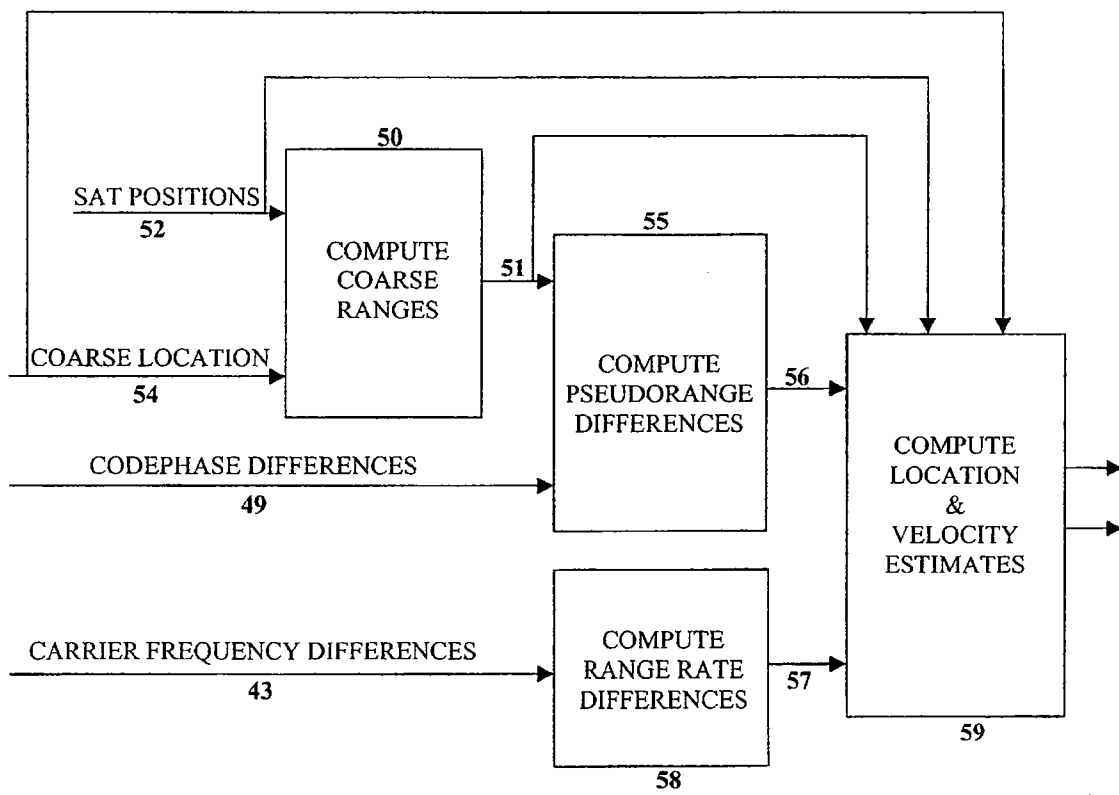 50
SAT POSITIONS
52
COMPUTE
COARSE
RANGES
51
55
COARSE LOCATION
54
COMPUTE
PSEUDORANGE
DIFFERENCES
56
CODEPHASE DIFFERENCES
49
COMPUTE
LOCATION
&
VELOCITY
ESTIMATES
CARRIER FREQUENCY DIFFERENCES
43
COMPUTE
RANGE RATE
DIFFERENCES
57
58
59